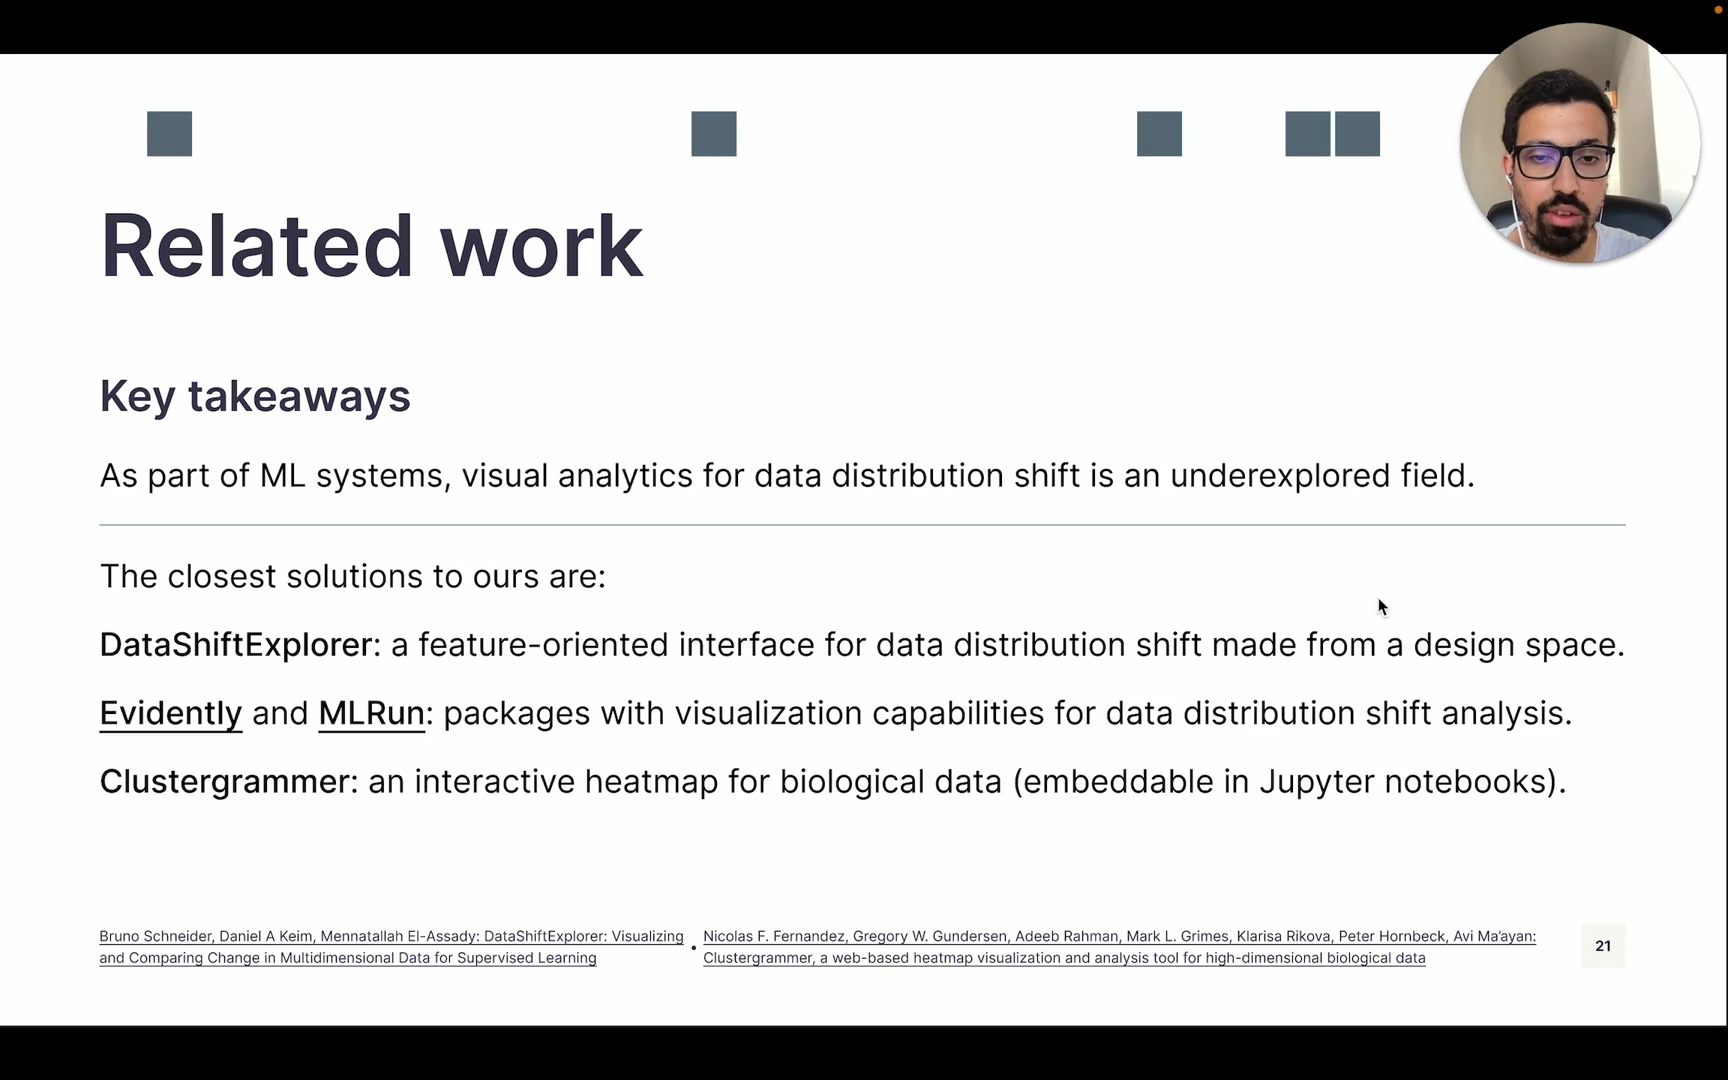 Related work
Key takeaways
As part of ML systems, visual analytics for data distribution shift is an underexplored field.
The closest solutions to ours are:
DataShiftExplorer: a feature-oriented interface for data distribution shift made from a design space.
Evidently and MLRun: packages with visualization capabilities for data distribution shift analysis.
Clustergrammer: an interactive heatmap for biological data (embeddable in Jupyter notebooks).
Bruno Schneider, Daniel A Keim, Mennatallah El-Assady: DataShiftExplorer: Visualizing
and Comparing Change in Multidimensional Data for Supervised Learning
•
Nicolas F. Fernandez, Gregory W. Gundersen, Adeeb Rahman, Mark L. Grimes, Klarisa Rikova, Peter Hornbeck, Avi Ma’ayan:
Clustergrammer, a web-based heatmap visualization and analysis tool for high-dimensional biological data
21